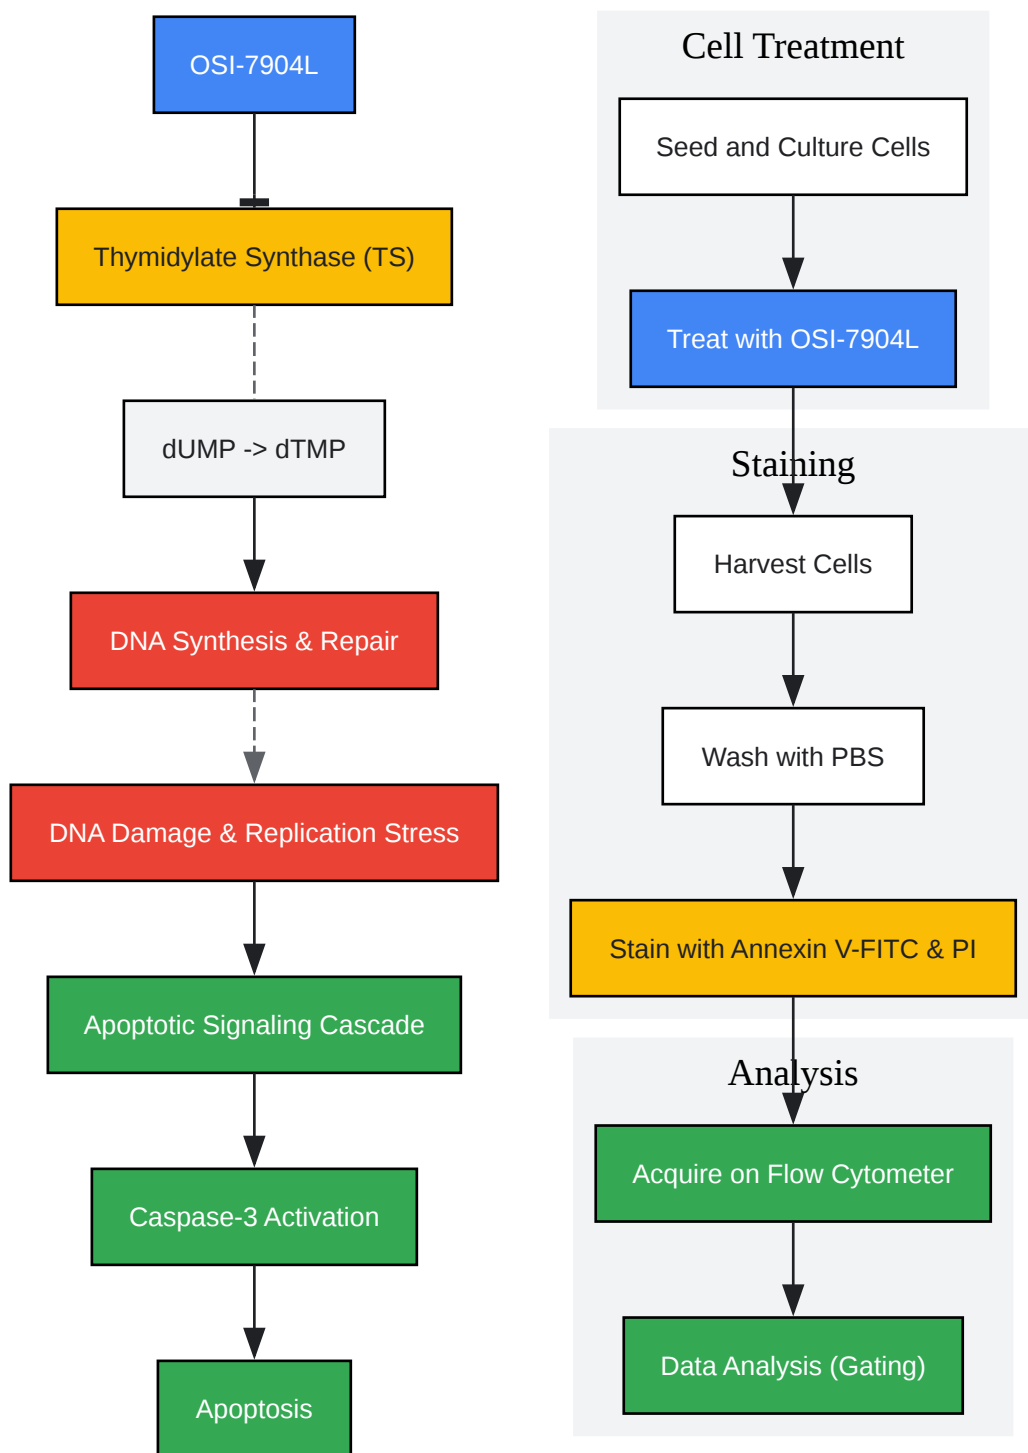 OSI-7904L
Thymidylate Synthase (TS)
dUMP -> dTMP
DNA Synthesis & Repair
DNA Damage & Replication Stress
Apoptotic Signaling Cascade
Caspase-3 Activation
Apoptosis
Cell Treatment
Seed and Culture Cells
Treat with OSI-7904L
Staining
Harvest Cells
Wash with PBS
Stain with Annexin V-FITC & PI
Analysis
Acquire on Flow Cytometer
Data Analysis (Gating)